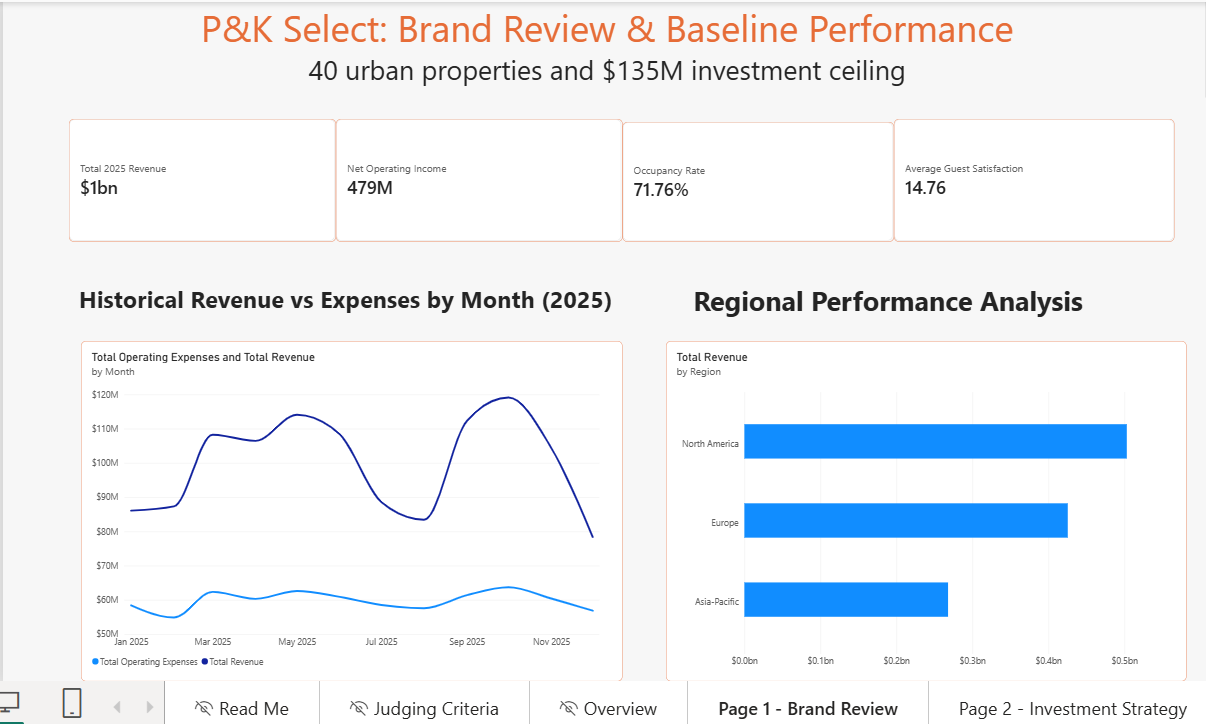 P&K Select: Brand Review & Baseline Performance
40 urban properties and $135M investment ceiling
Total 2025 Revenue
$1bn
Net Operating Income
479M
Occupancy Rate
71.76%
Average Guest Satisfaction
14.76
Historical Revenue vs Expenses by Month (2025)
Total Operating Expenses and Total Revenue
by Month
$120M
$110M
$100M
$90M
$80M
$70M
$60M
$50M
Jan 2025 Mar 2025 May 2025 Jul 2025 Sep 2025 Nov 2025
Total Operating Expenses Total Revenue
Regional Performance Analysis
Total Revenue
by Region
North America
Europe
Asia-Pacific
$0.0bn $0.1bn $0.2bn $0.3bn $0.4bn $0.5bn
Read Me Judging Criteria Overview Page 1 - Brand Review Page 2 - Investment Strategy